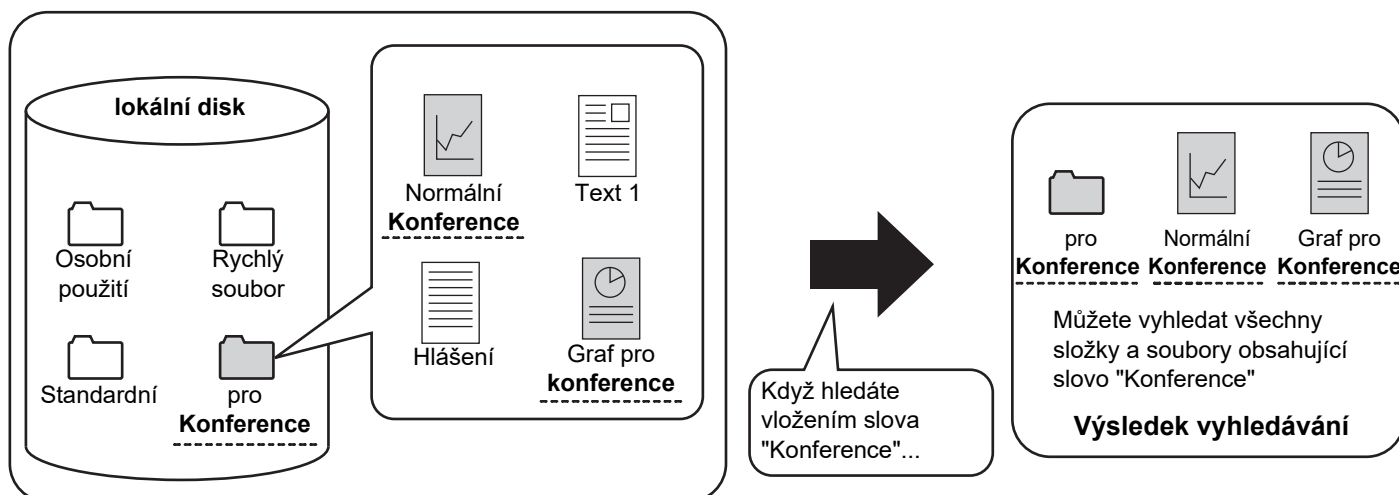 lokální disk
Osobní
použití
Rychlý
soubor
Standardní
pro
Konference
Normální
Konference
Text 1
Hlášení
Graf pro
konference
Když hledáte
vložením slova
"Konference"...
pro
Konference
Normální
Konference
Graf pro
Konference
Můžete vyhledat všechny
složky a soubory obsahující
slovo "Konference"
Výsledek vyhledávání